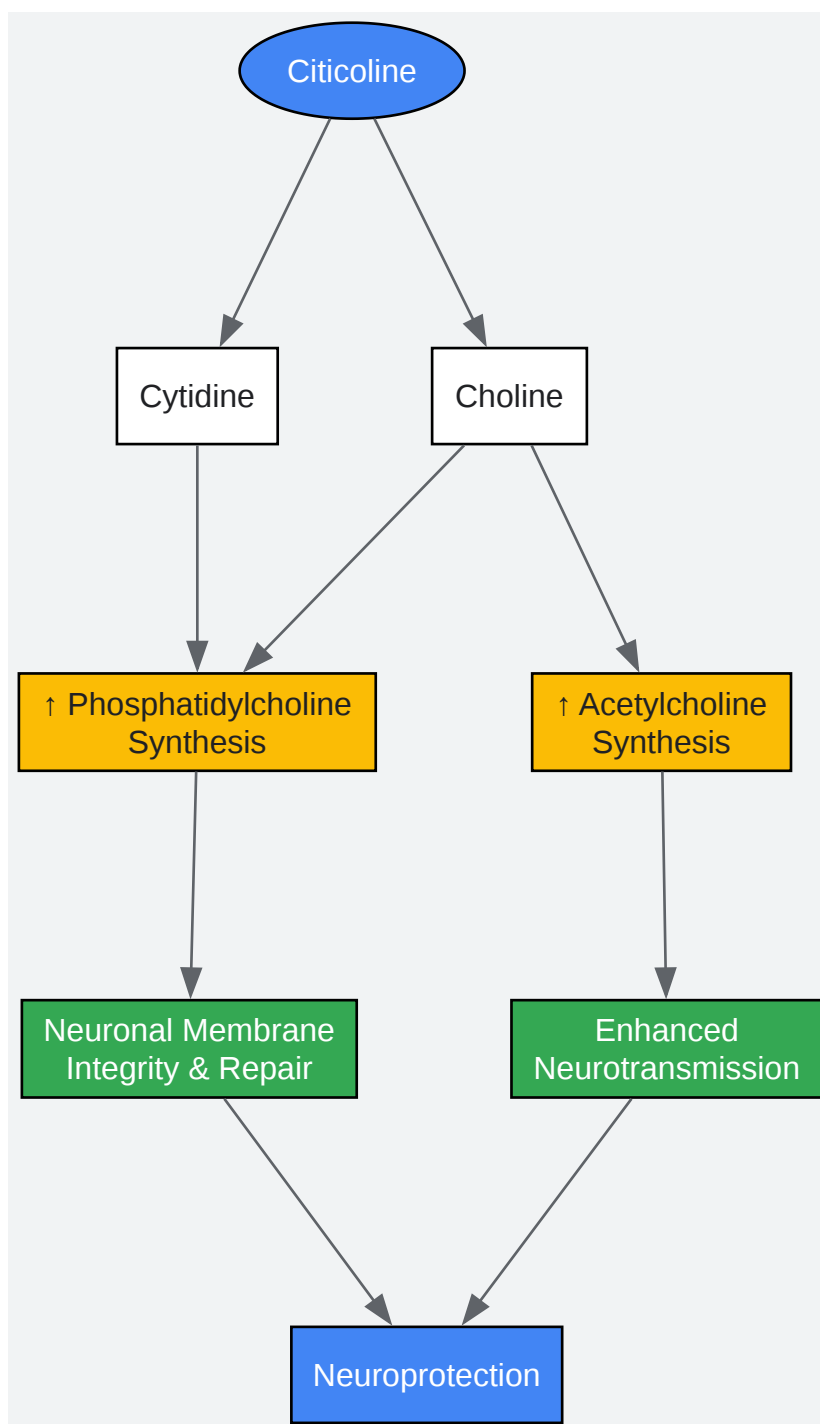 Citicoline
Cytidine
Choline
↑ Phosphatidylcholine
Synthesis
↑ Acetylcholine
Synthesis
Neuronal Membrane
Integrity & Repair
Enhanced
Neurotransmission
Neuroprotection